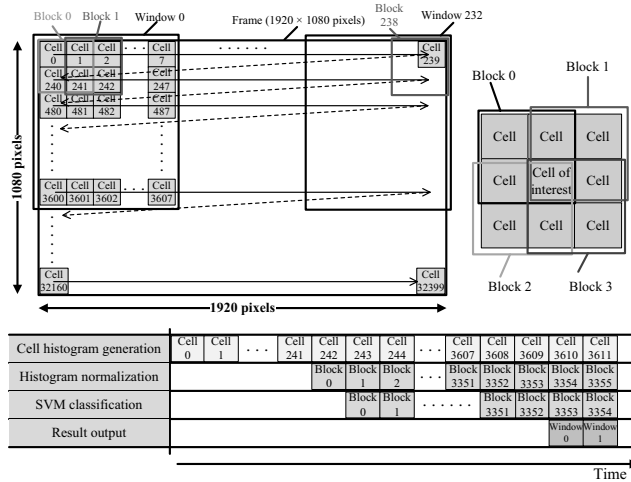 Block 0
Block 1
Window 0
Frame (1920 × 1080 pixels)
Block
238
Window 232
Cell
0
Cell
1
Cell
2
Cell
7
Cell
239
Cell
240
Cell
241
Cell
242
Cell
247
Cell
480
Cell
481
Cell
482
Cell
487
Cell
3600
Cell
3601
Cell
3602
Cell
3607
Cell
32160
Cell
32399
1080 pixels
1920 pixels
Block 0
Block 1
Cell
Cell
Cell
Cell
Cell of
interest
Cell
Cell
Cell
Cell
Block 2
Block 3
Cell histogram generation
Cell
0
Cell
1
Cell
241
Cell
242
Cell
243
Cell
244
Cell
3607
Cell
3608
Cell
3609
Cell
3610
Cell
3611
Histogram normalization
Block
0
Block
1
Block
2
Block
3351
Block
3352
Block
3353
Block
3354
Block
3355
SVM classification
Block
0
Block
1
Block
3351
Block
3352
Block
3353
Block
3354
Result output
Window
0
Window
1
Time